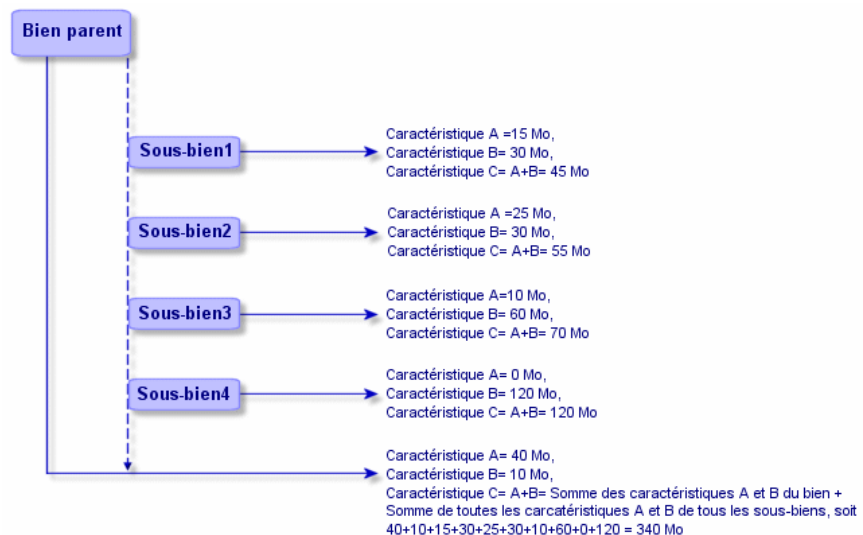 Bien parent
Sous-bien1
Caractéristique A =15 Mo,
Caractéristique B= 30 Mo,
Caractéristique C= A+B= 45 Mo
Sous-bien2
Caractéristique A =25 Mo,
Caractéristique B= 30 Mo,
Caractéristique C= A+B= 55 Mo
Sous-bien3
Caractéristique A=10 Mo,
Caractéristique B= 60 Mo,
Caractéristique C= A+B= 70 Mo
Sous-bien4
Caractéristique A= 0 Mo,
Caractéristique B= 120 Mo,
Caractéristique C= A+B= 120 Mo
Caractéristique A= 40 Mo,
Caractéristique B= 10 Mo,
Caractéristique C= A+B= Somme des caractéristiques A et B du bien +
Somme de toutes les carcatéristiques A et B de tous les sous-biens, soit
40+10+15+30+25+30+10+60+0+120 = 340 Mo